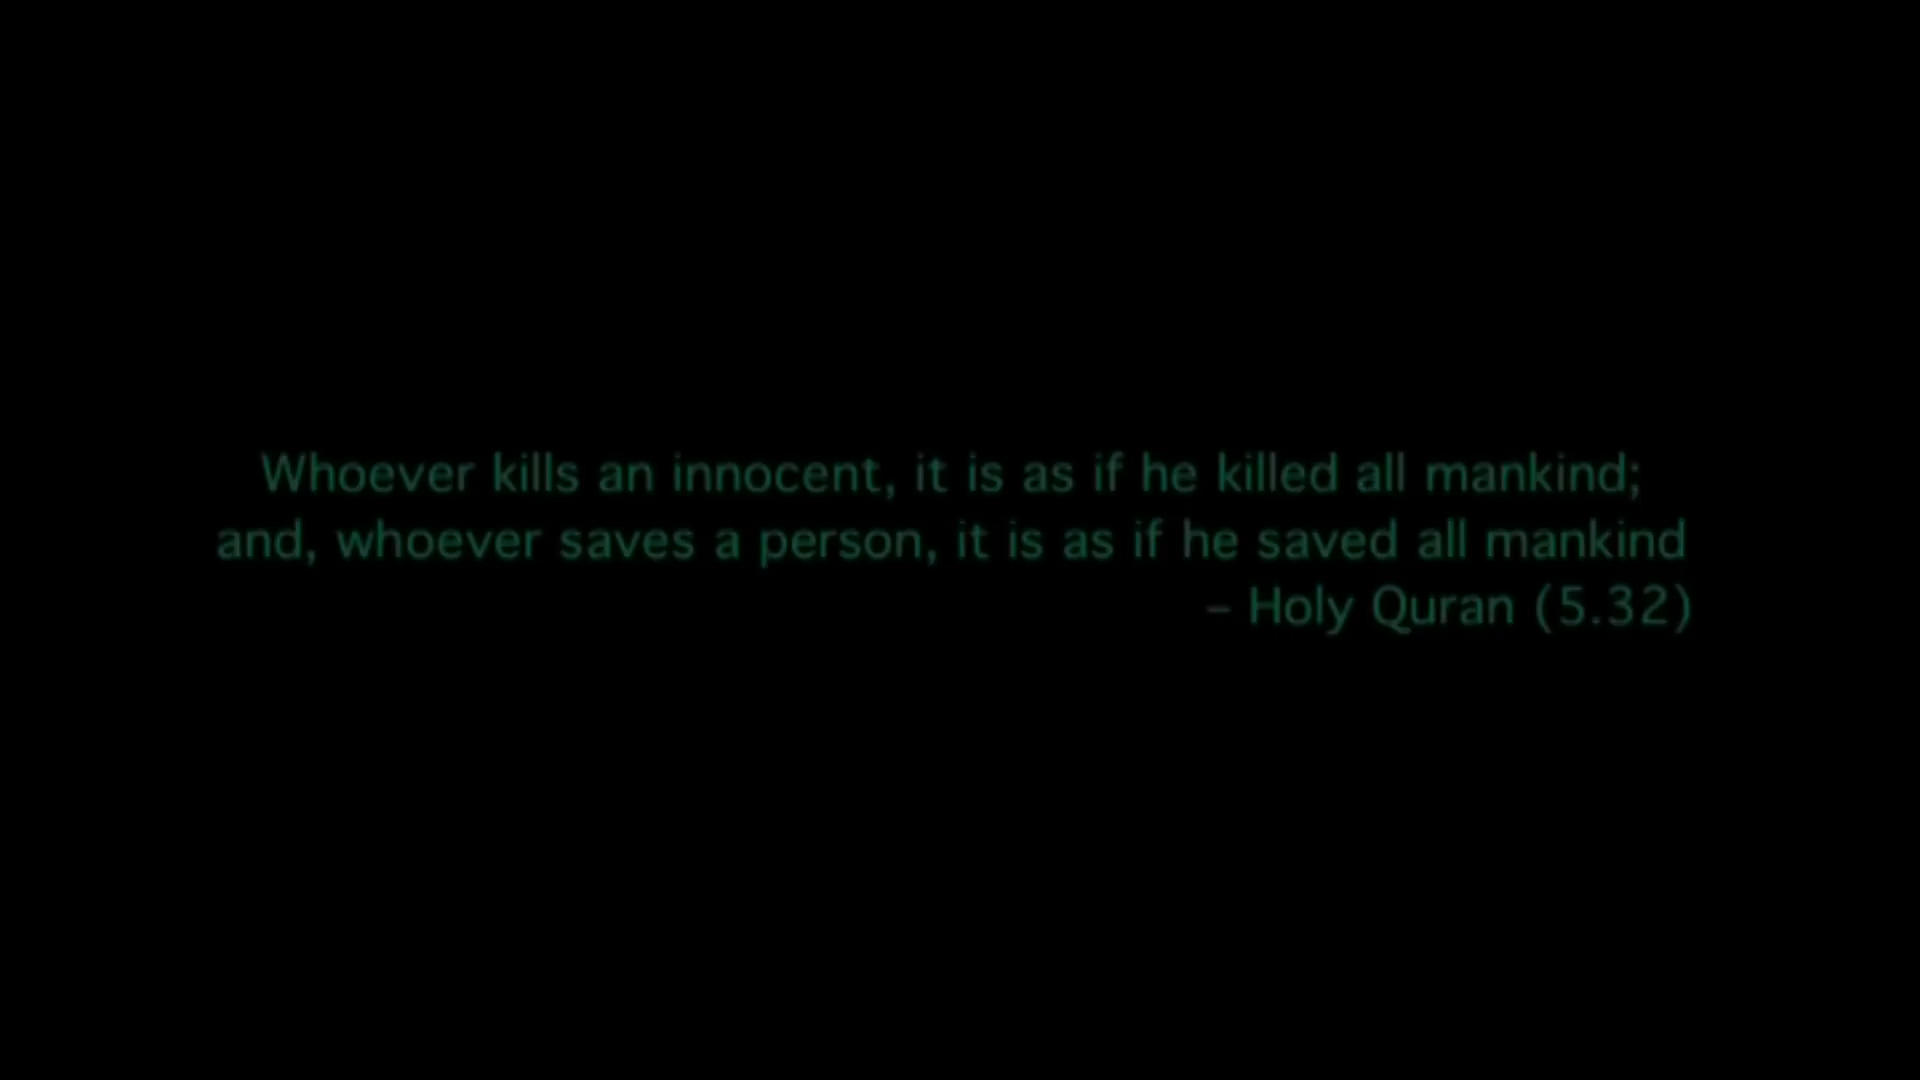 Whoever kills an innocent, it is as if he killed all mankind;
and, whoever saves a person, it is as if he saved all mankind
– Holy Quran (5.32)